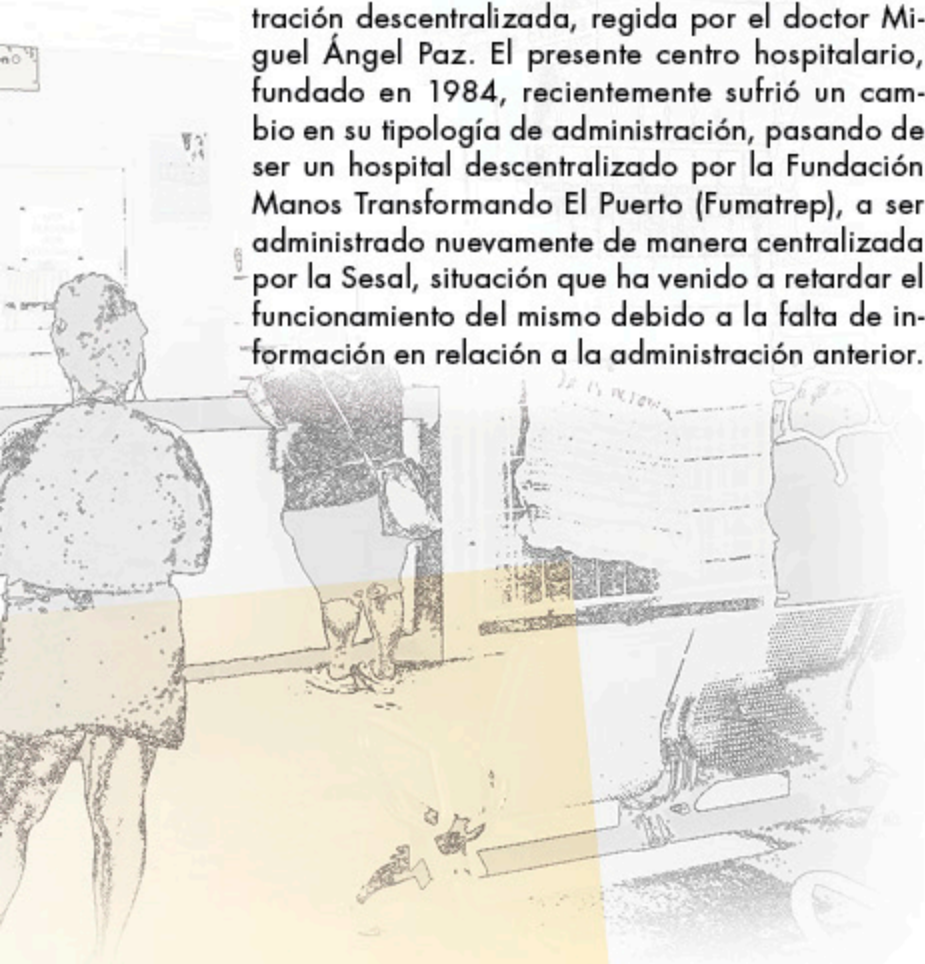 tración descentralizada, regida por el doctor Mi-
guel Ángel Paz. El presente centro hospitalario,
fundado en 1984, recientemente sufrió un cam-
bio en su tipología de administración, pasando de
ser un hospital descentralizado por la Fundación
Manos Transformando El Puerto (Fumatrep), a ser
administrado nuevamente de manera centralizada
por la Sesal, situación que ha venido a retardar el
funcionamiento del mismo debido a la falta de in-
formación en relación a la administración anterior.